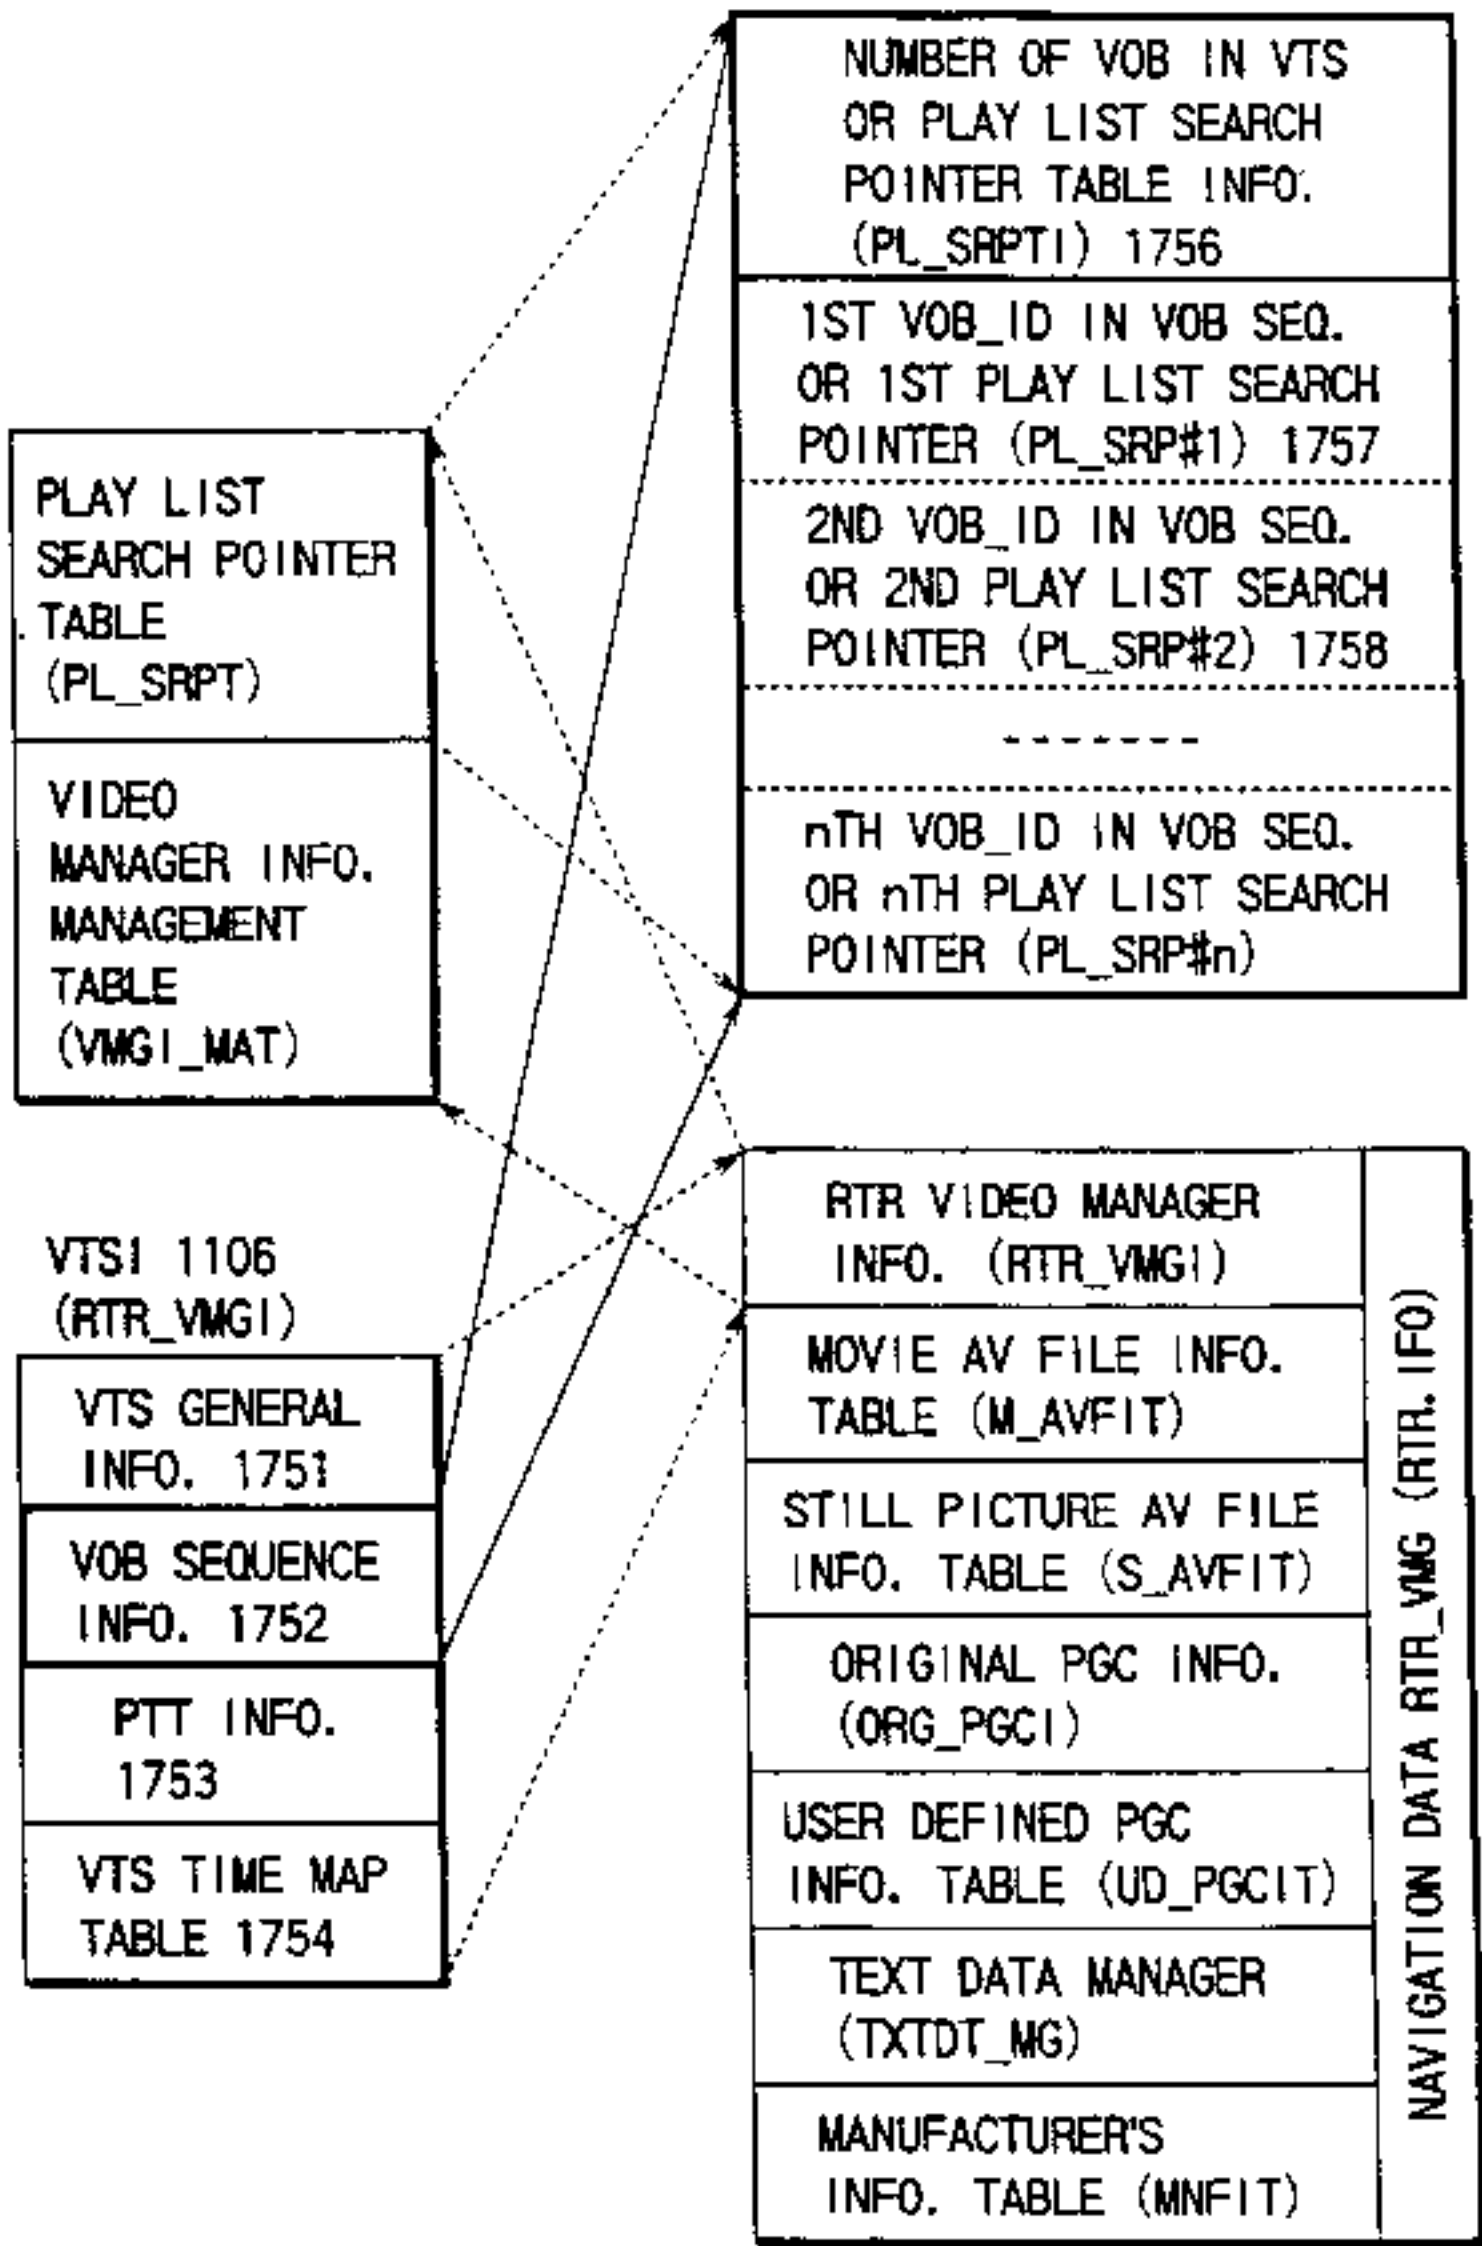 NUMBER OF VOB IN VTS
OR PLAY LIST SEARCH
POINTER TABLE INFO.
(PL_SRPTI) 1756
1ST VOB_ID IN VOB SEQ.
OR 1ST PLAY LIST SEARCH
POINTER (PL_SRP#1) 1757
2ND VOB_ID IN VOB SEQ.
OR 2ND PLAY LIST SEARCH
POINTER (PL_SRP#2) 1758
-------
nTH VOB_ID IN VOB SEQ.
OR nTH PLAY LIST SEARCH
POINTER (PL_SRP#n)
PLAY LIST
SEARCH POINTER
TABLE
(PL_SRPT)
VIDEO
MANAGER INFO.
MANAGEMENT
TABLE
(VMGI_MAT)
VTSI 1106
(RTR_VMGI)
VTS GENERAL
INFO. 1751
VOB SEQUENCE
INFO. 1752
PTT INFO.
1753
VTS TIME MAP
TABLE 1754
RTR VIDEO MANAGER
INFO. (RTR_VMGI)
MOVIE AV FILE INFO.
TABLE (M_AVFIT)
STILL PICTURE AV FILE
INFO. TABLE (S_AVFIT)
ORIGINAL PGC INFO.
(ORG_PGCI)
USER DEFINED PGC
INFO. TABLE (UD_PGCIT)
TEXT DATA MANAGER
(TXTDT_MG)
MANUFACTURER'S
INFO. TABLE (MNFIT)
NAVIGATION DATA RTR_VMG (RTR.IFO)